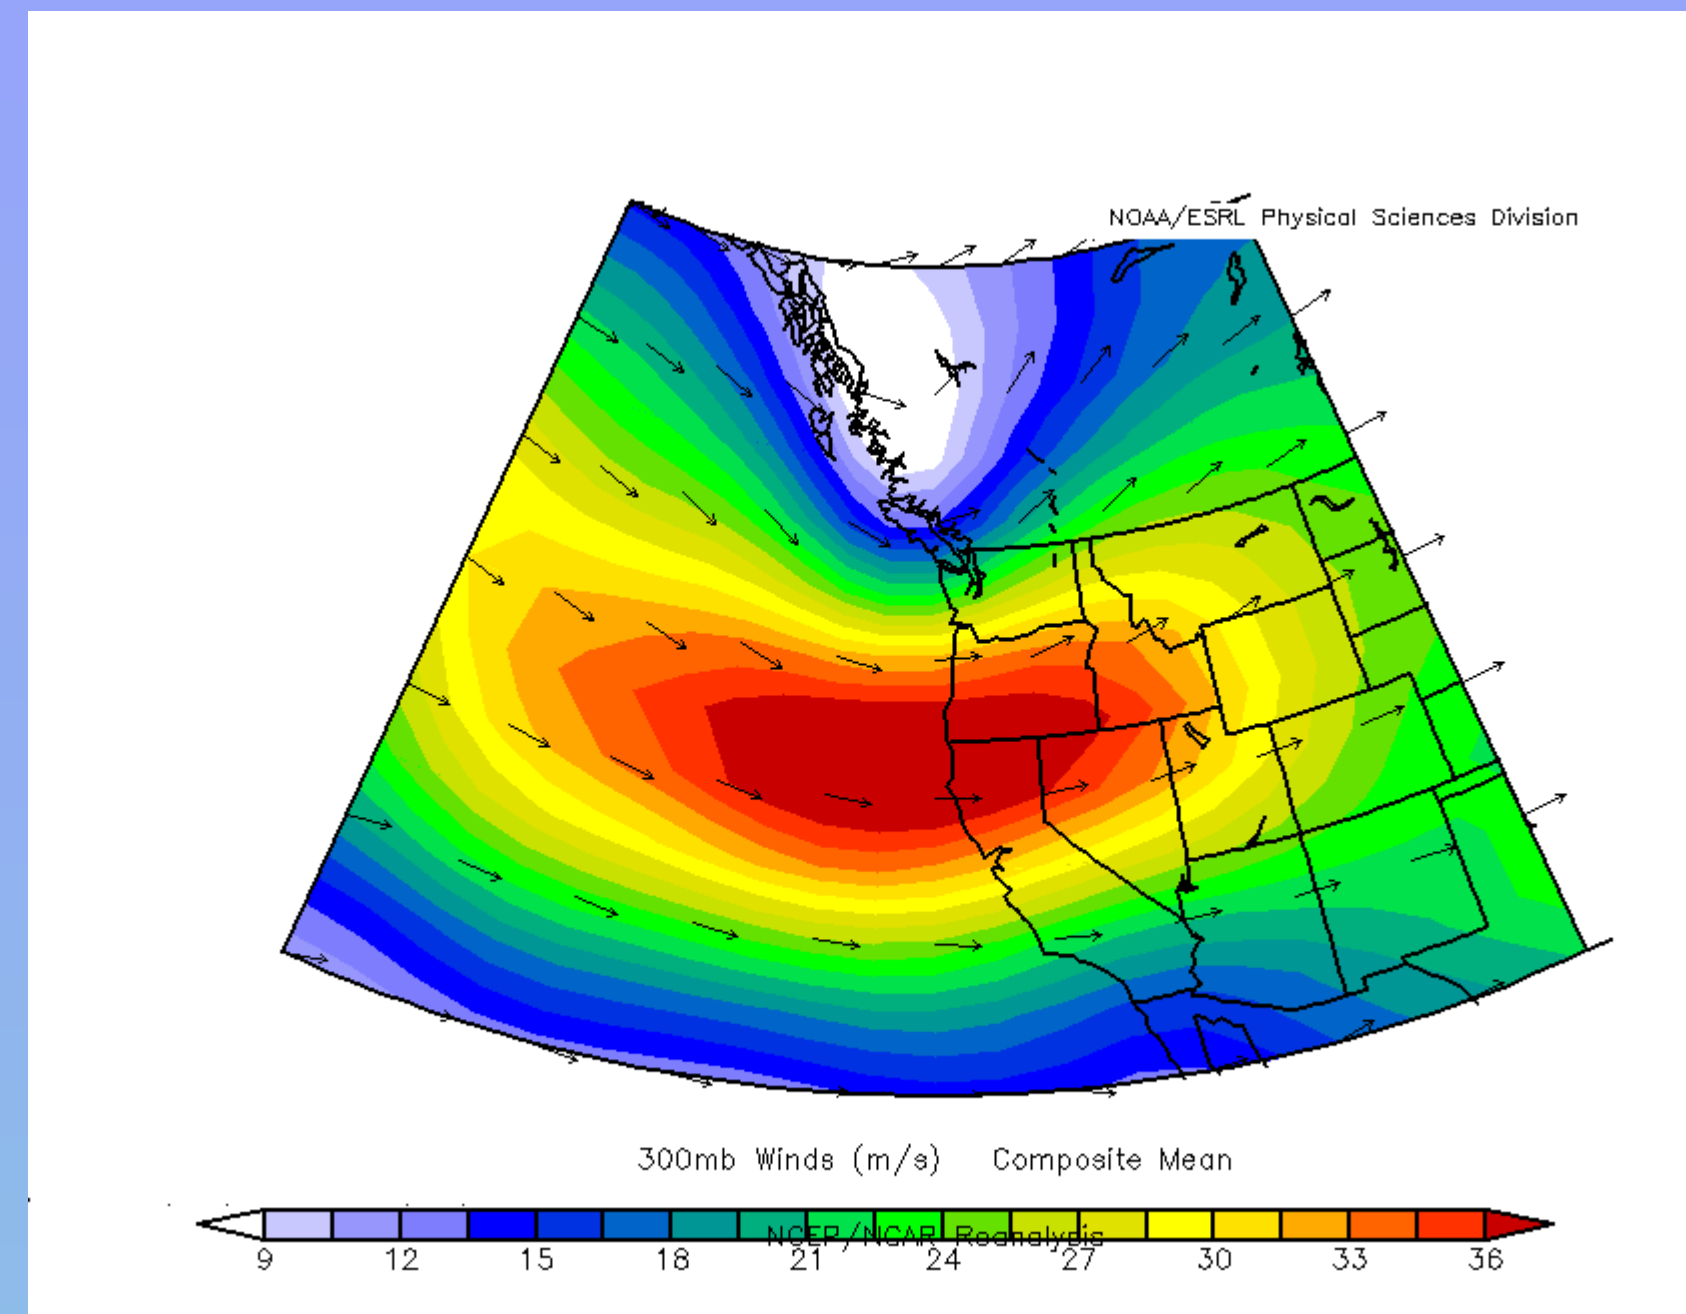 NOAA/ESRL Physical Sciences Division
300mb Winds (m/s) Composite Mean
NCEP/NCAR Reanalysis
9 12 15 18 21 24 27 30 33 36